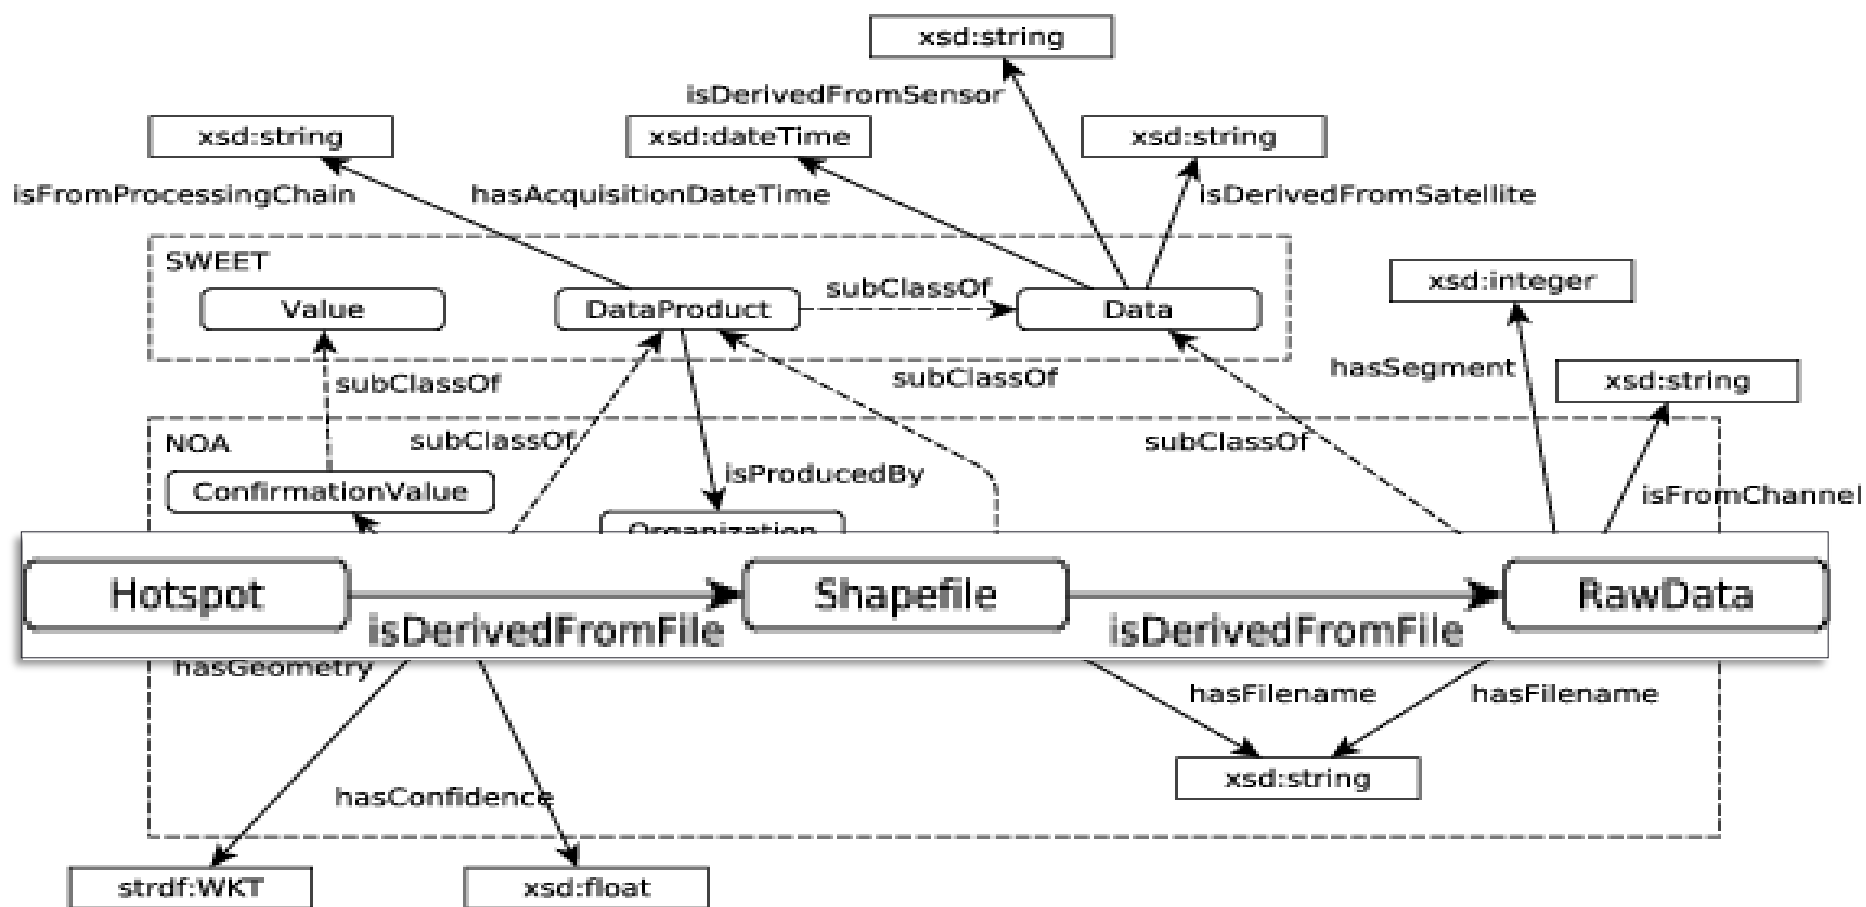 xsd:string
isDerivedFromSensor
xsd:string
xsd:dateTime
xsd:string
isFromProcessingChain
hasAcquisitionDateTime
isDerivedFromSatellite
SWEET
xsd:integer
Value
DataProduct
subClassOf
Data
hasSegment
xsd:string
subClassOf
subClassOf
NOA
subClassOf
subClassOf
isProducedBy
ConfirmationValue
isFromChannel
Organization
Hotspot
Shapefile
RawData
isDerivedFromFile
isDerivedFromFile
hasGeometry
hasFilename
hasFilename
xsd:string
hasConfidence
strdf:WKT
xsd:float